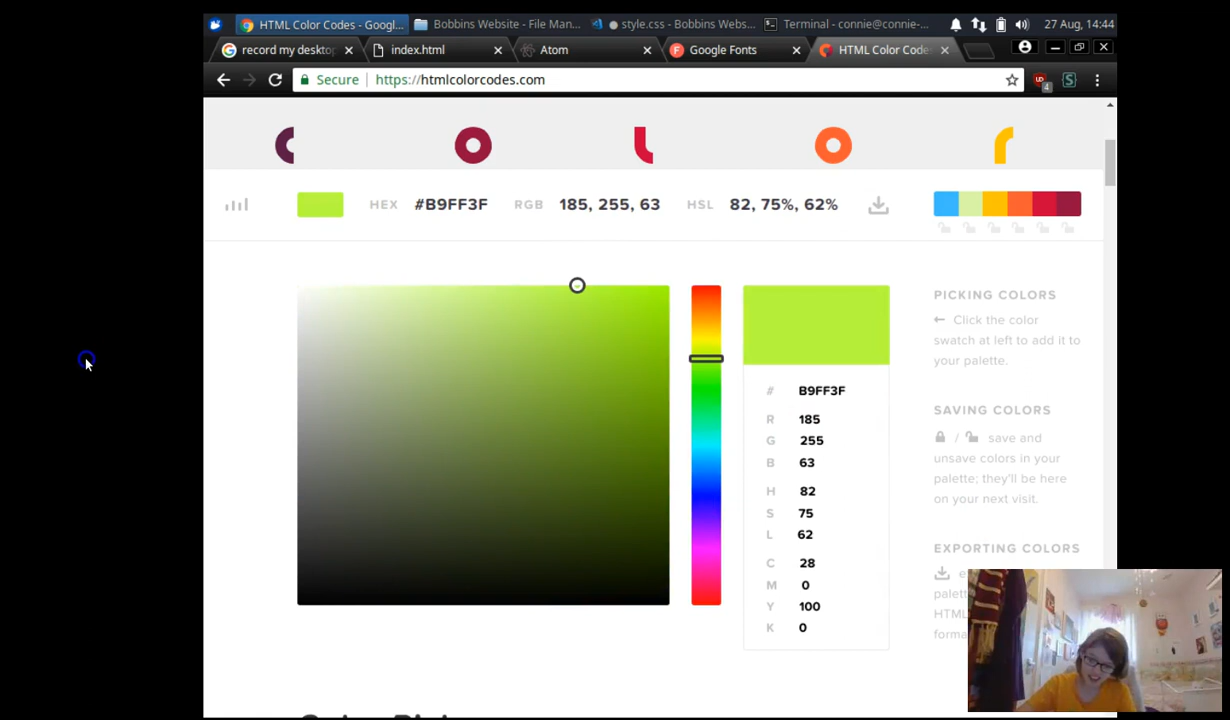 HTML Color Codes - Googl...
Bobbins Website - File Man...
style.css - Bobbins Webs...
Terminal - connie@connie-...
27 Aug, 14:44
record my deskto
index.html
Atom
Google Fonts
HTML Color Code
Secure
https://htmlcolorcodes.com
4
c o l o r
HEX #B9FF3F
RGB 185, 255, 63
HSL 82, 75%, 62%
# B9FF3F
R 185
G 255
B 63
H 82
S 75
L 62
C 28
M 0
Y 100
K 0
PICKING COLORS
← Click the color
swatch at left to add it to
your palette.
SAVING COLORS
/ save and
unsave colors in your
palette; they'll be here
on your next visit.
EXPORTING COLORS
e
palett
HTML
forma